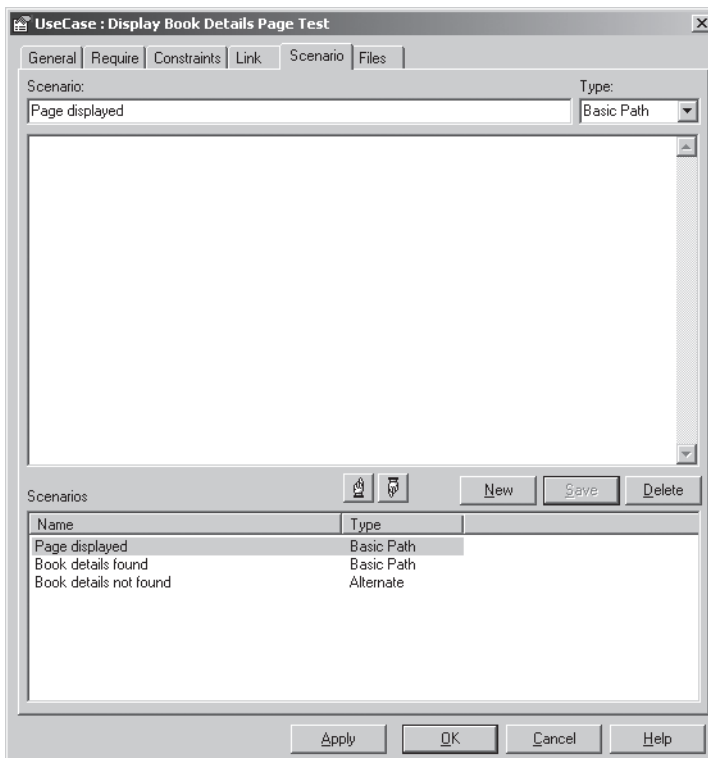 UseCase : Display Book Details Page Test
General Require Constraints Link Scenario Files
Scenario: Type:
Page displayed Basic Path
Scenarios New Save Delete
Name Type
Page displayed Basic Path
Book details found Basic Path
Book details not found Alternate
Apply OK Cancel Help